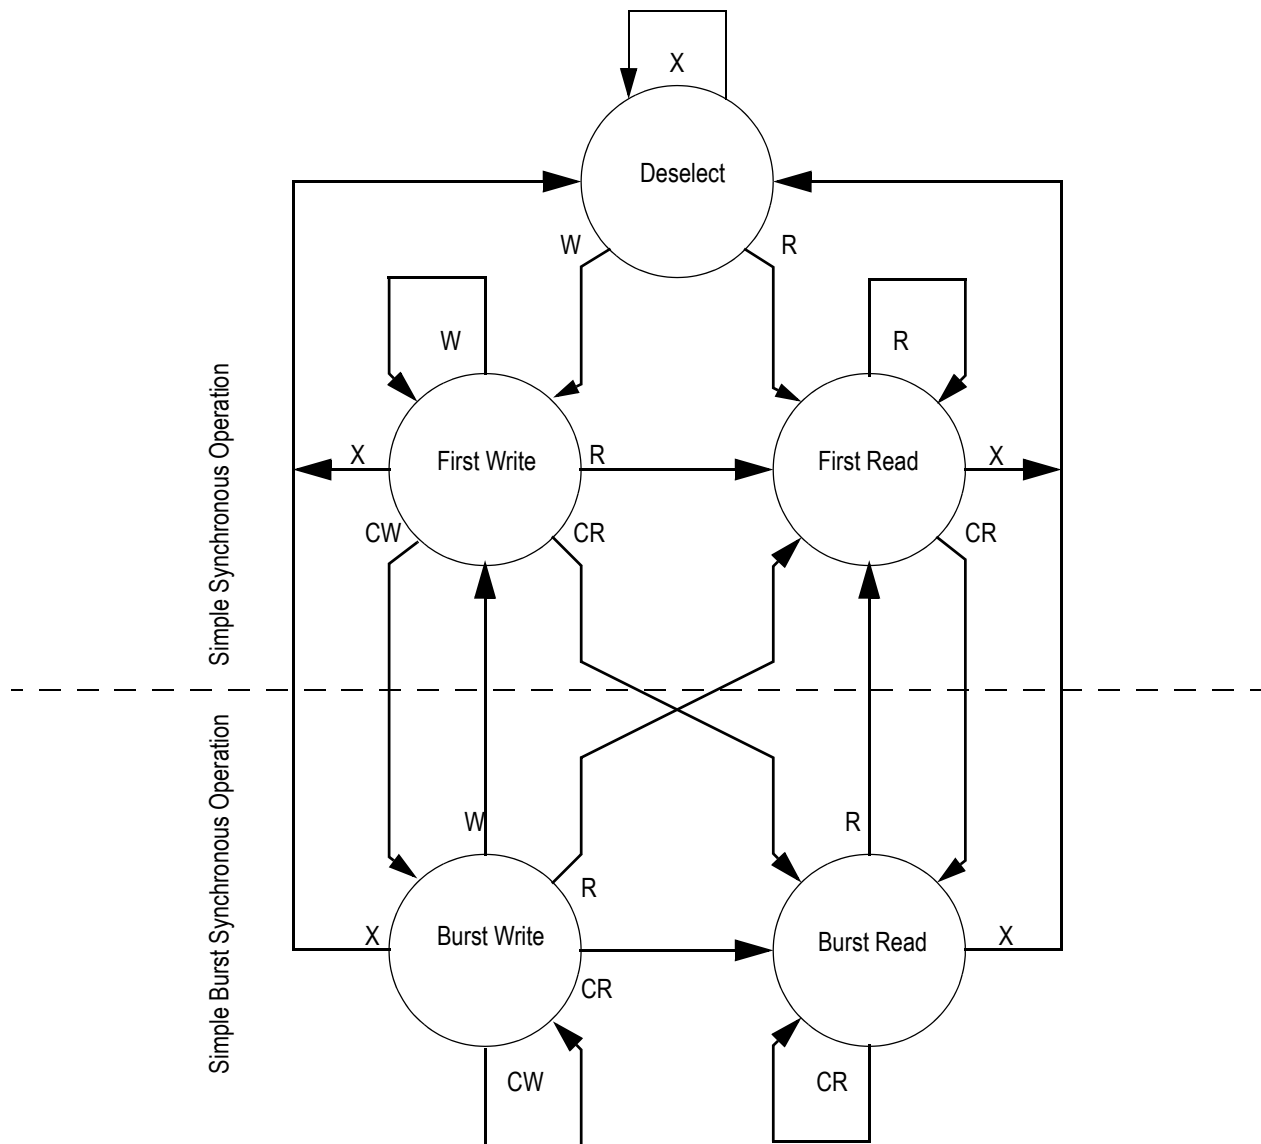 X
Deselect
W
R
W
R
Simple Synchronous Operation
X
First Write
R
First Read
X
CW
CR
CR
Simple Burst Synchronous Operation
W
R
R
X
Burst Write
Burst Read
X
CR
CW
CR